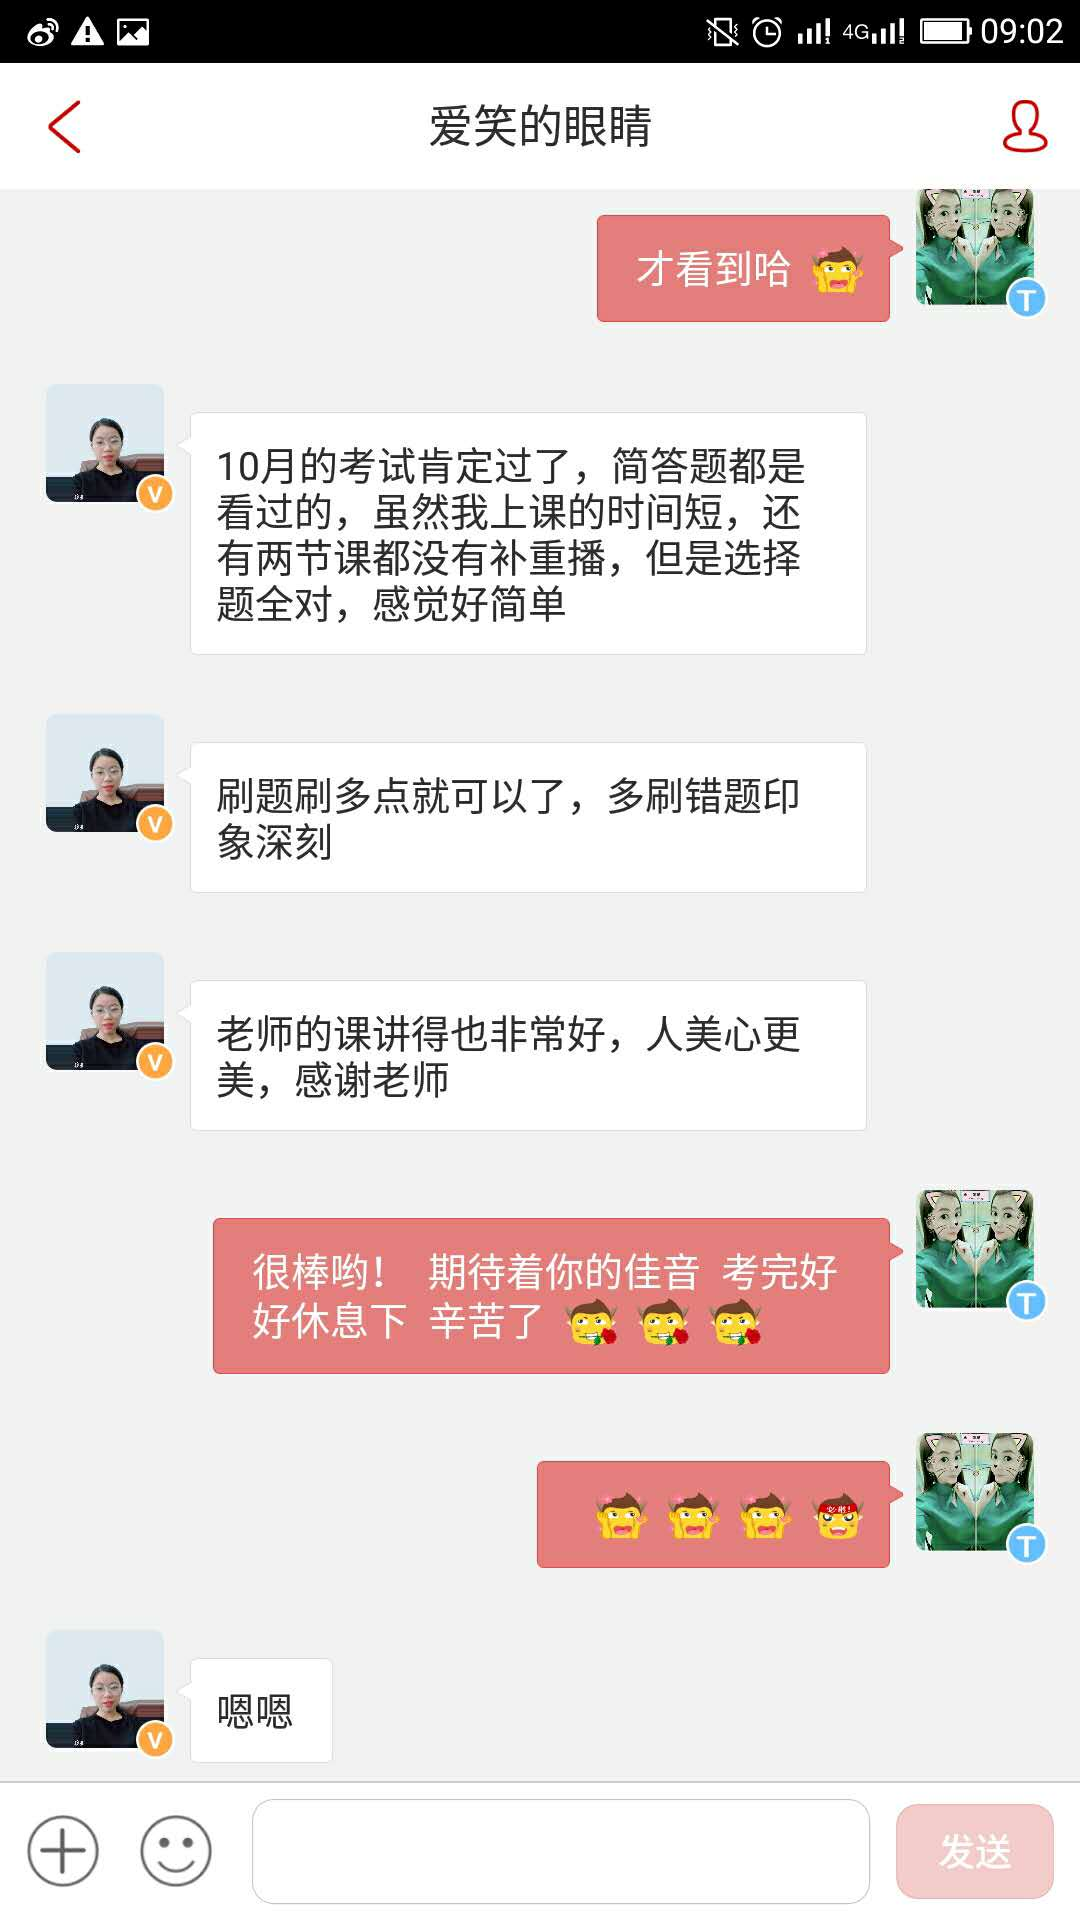 4G 09:02
爱笑的眼睛
才看到哈
T
10月的考试肯定过了，简答题都是
看过的，虽然我上课的时间短，还
有两节课都没有补重播，但是选择
题全对，感觉好简单
V
刷题刷多点就可以了，多刷错题印
象深刻
V
老师的课讲得也非常好，人美心更
美，感谢老师
V
很棒哟！ 期待着你的佳音 考完好
好休息下 辛苦了
T
T
嗯嗯
V
发送